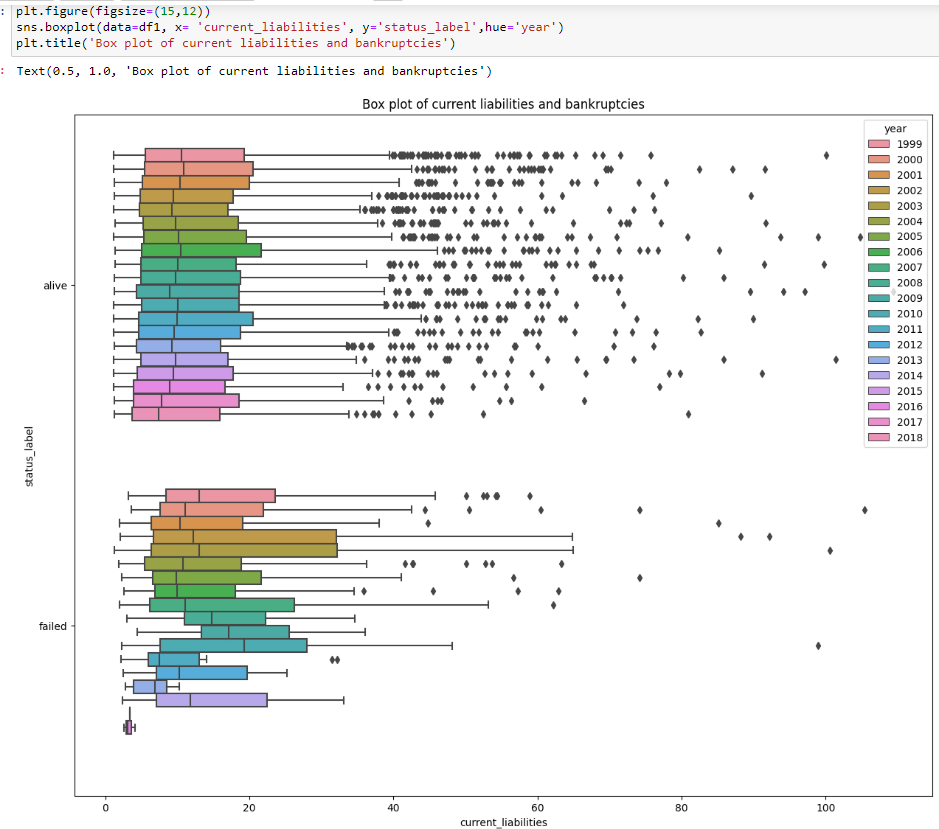 : plt.figure(figsize=(15,12))
sns.boxplot(data=df1, x= 'current_liabilities', y='status_label',hue='year')
plt.title('Box plot of current liabilities and bankruptcies')
: Text(0.5, 1.0, 'Box plot of current liabilities and bankruptcies')
Box plot of current liabilities and bankruptcies
year
1999
2000
2001
2002
2003
2004
2005
2006
2007
2008
2009
2010
2011
2012
2013
2014
2015
2016
2017
2018
alive
status_label
failed
0 20 40 60 80 100
current_liabilities